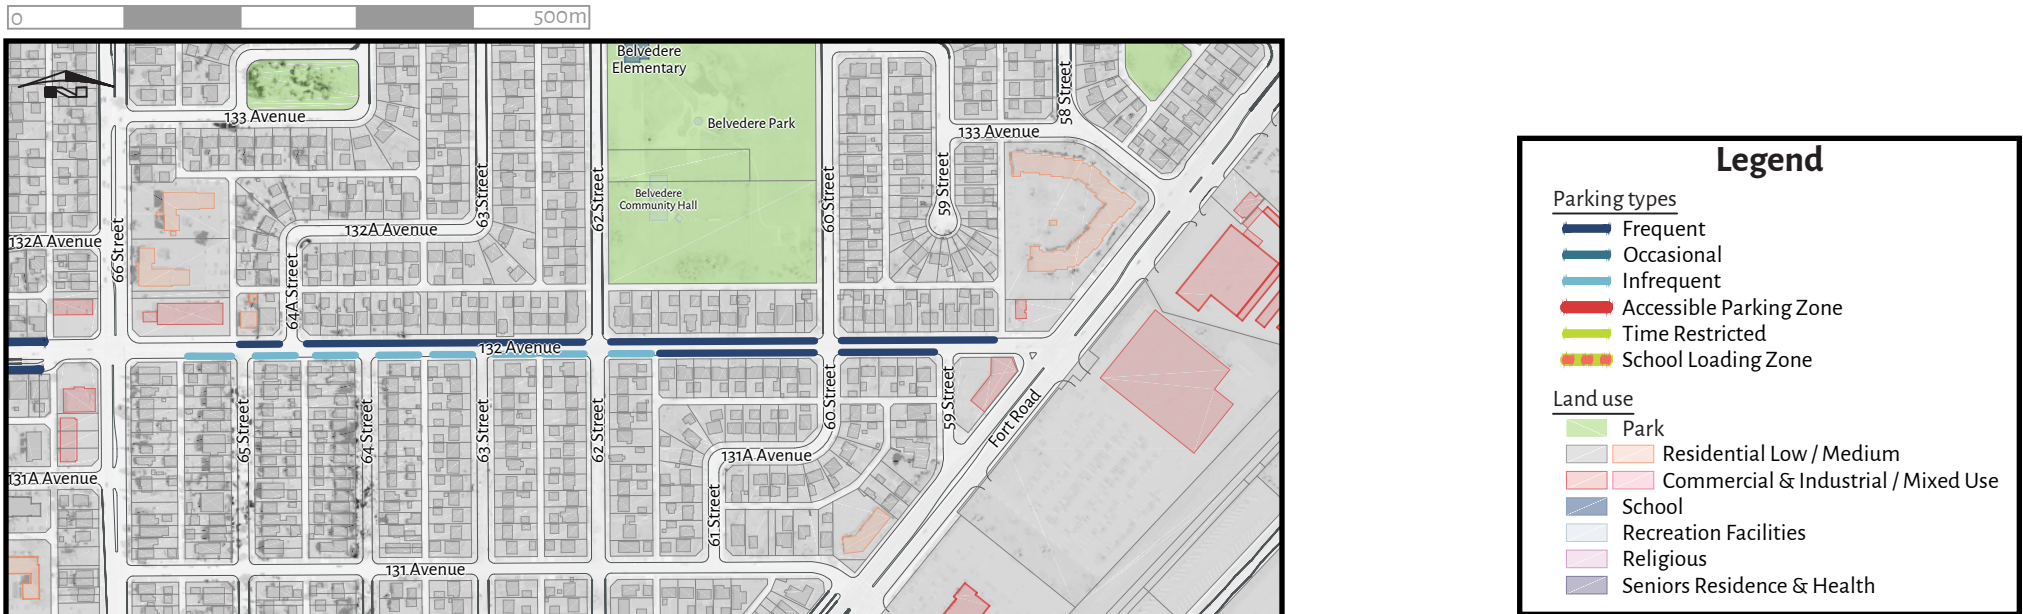 0 500m
Belvedere
Elementary
58 Street
133 Avenue
Belvedere Park
133 Avenue
63 Street
62 Street
60 Street
59 Street
Belvedere
Community Hall
66 Street
132A Avenue
132A Avenue
64A Street
132 Avenue
65 Street
64 Street
63 Street
62 Street
60 Street
59 Street
Fort Road
131A Avenue
131A Avenue
61 Street
131 Avenue
Legend
Parking types
Frequent
Occasional
Infrequent
Accessible Parking Zone
Time Restricted
School Loading Zone
Land use
Park
Residential Low / Medium
Commercial & Industrial / Mixed Use
School
Recreation Facilities
Religious
Seniors Residence & Health